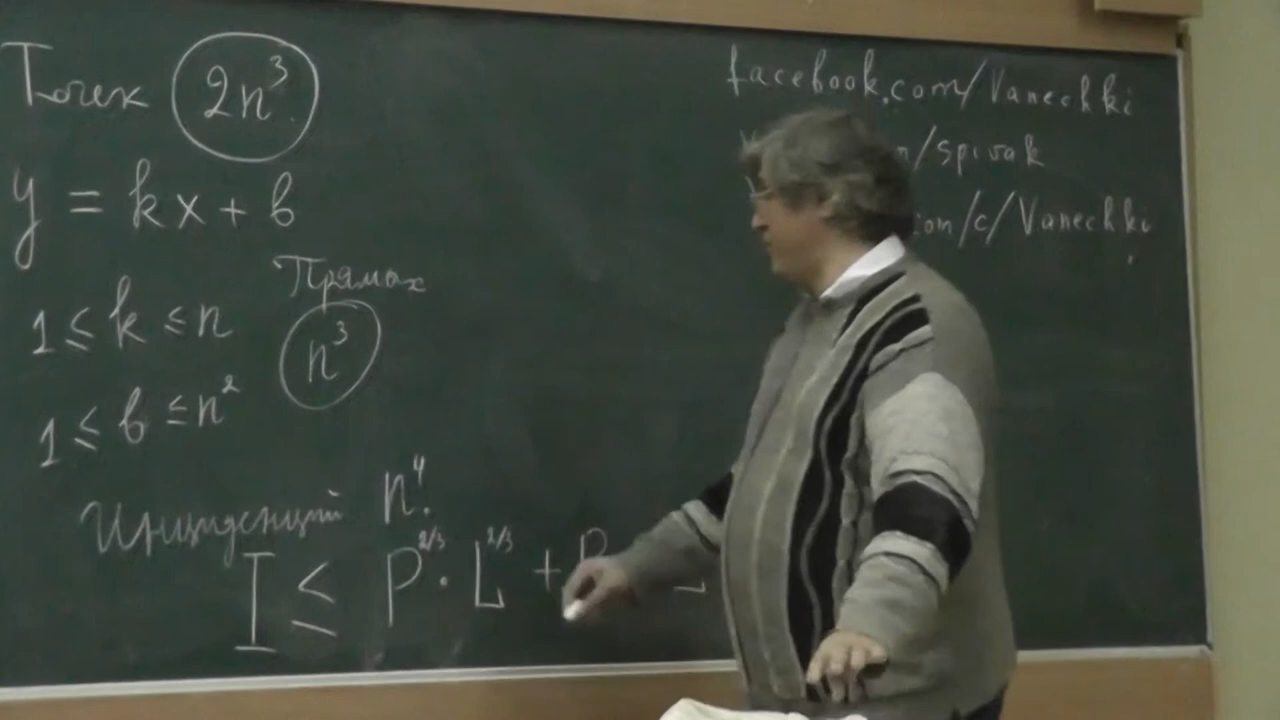 Точек 2n³
y = kx + b
Прямых
1 ≤ k ≤ n
n³
1 ≤ b ≤ n²
Инциденций n⁴.
I ≤ P^2/3 · L^2/3 + P
facebook.com/Vanechki
/spivak
com/c/Vanechki